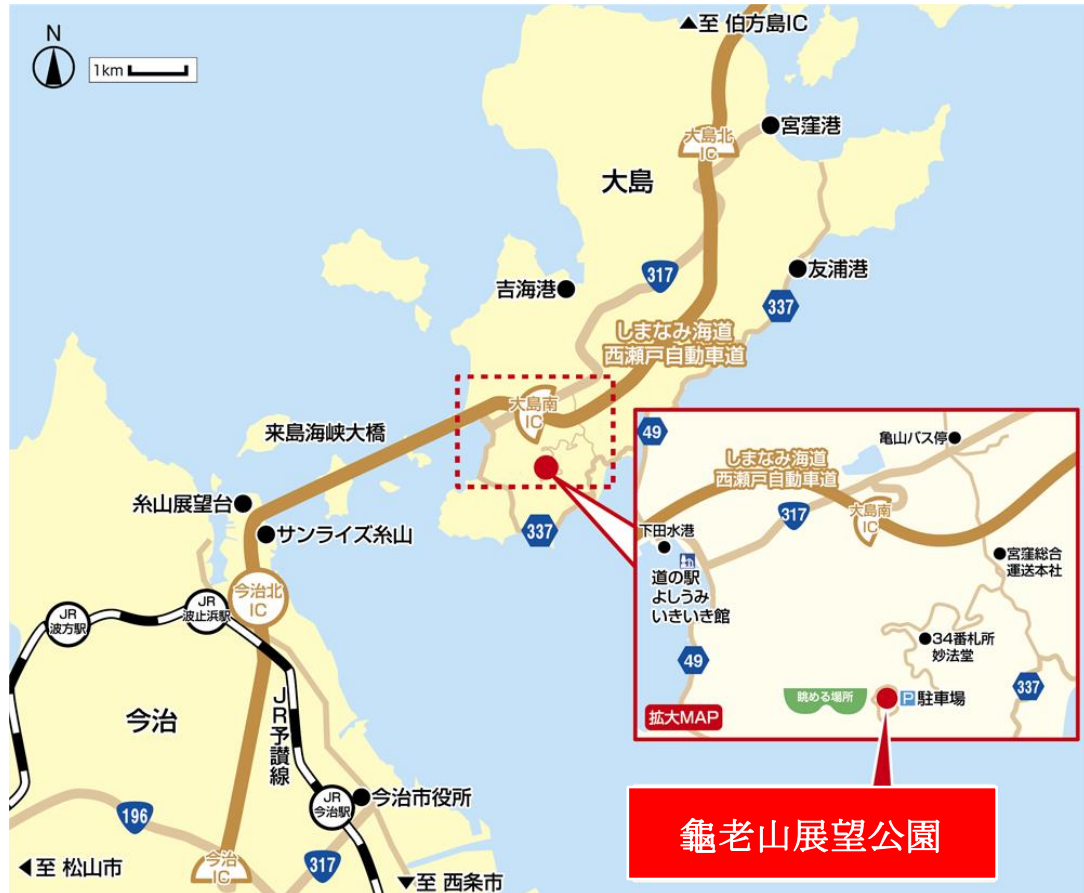 ▲至 伯方島IC
N
1km
大島北
IC
宮窪港
大島
317
友浦港
吉海港
337
しまなみ海道
西瀬戸自動車道
大島南
IC
来島海峡大橋
糸山展望台
サンライズ糸山
337
今治北
IC
JR
波止浜駅
JR
波方駅
今治
JR予讃線
JR
今治駅
今治市役所
196
今治
IC
317
◀至 松山市
▼至 西条市
49
亀山バス停
しまなみ海道
西瀬戸自動車道
317
大島南
IC
下田水港
道の駅
よしうみ
いきいき館
宮窪総合
運送本社
34番札所
妙法堂
49
337
眺める場所
P 駐車場
拡大MAP
龜老山展望公園